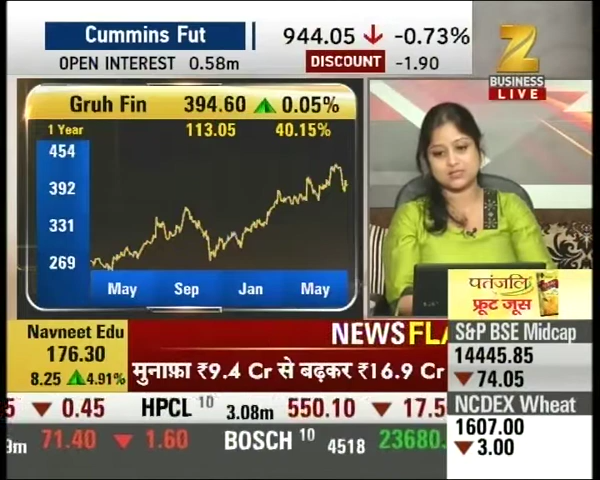 Cummins Fut
944.05
-0.73%
OPEN INTEREST 0.58m
DISCOUNT
-1.90
BUSINESS
LIVE
Gruh Fin 394.60 0.05%
1 Year 113.05 40.15%
454
392
331
269
May Sep Jan May
पतंजलि
फ्रूट जूस
Navneet Edu
176.30
8.25 4.91%
NEWSFLA
मुनाफ़ा ₹9.4 Cr से बढ़कर ₹16.9 Cr
S&P BSE Midcap
14445.85
74.05
NCDEX Wheat
1607.00
3.00
5 0.45 HPCL 10 3.08m 550.10 17.5
9m 71.40 1.60 BOSCH 10 4518 23680.